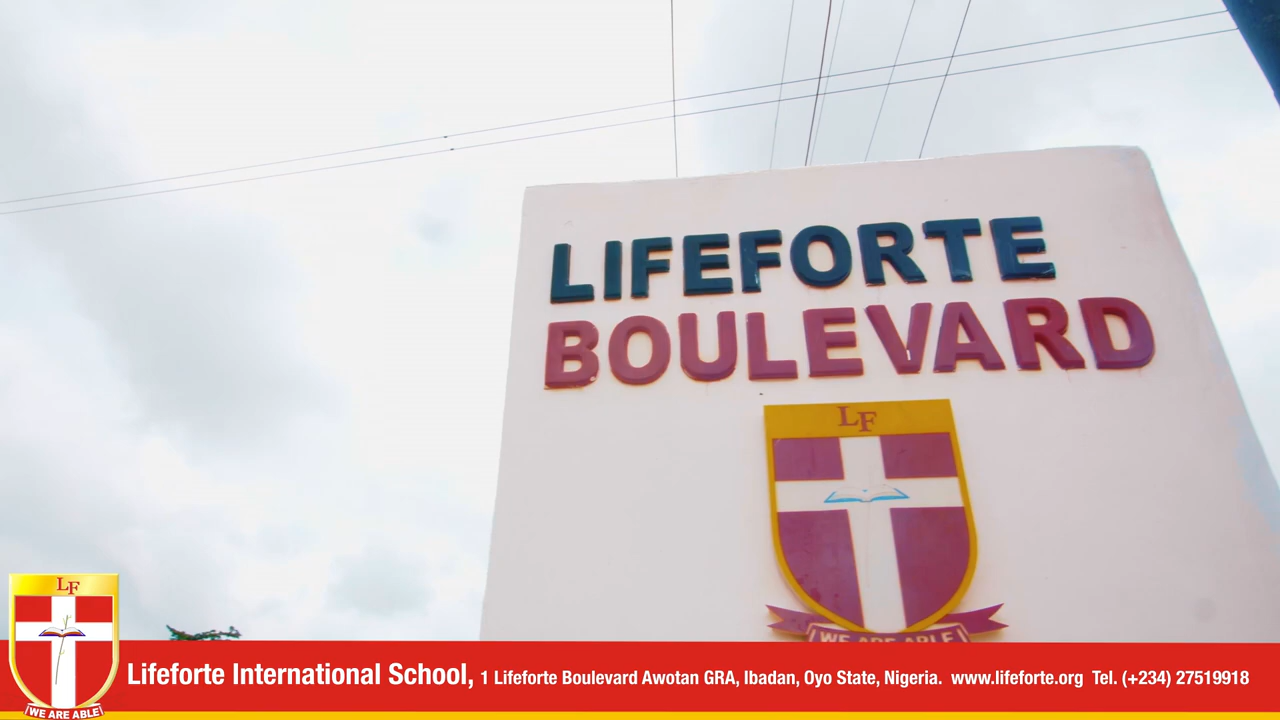 LIFEFORTE
BOULEVARD
LF
WE ARE ABLE
LF
WE ARE ABLE
Lifeforte International School, 1 Lifeforte Boulevard Awotan GRA, Ibadan, Oyo State, Nigeria. www.lifeforte.org Tel. (+234) 27519918